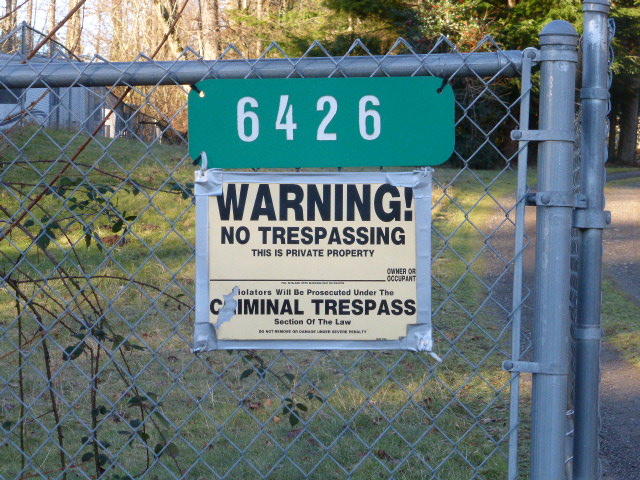 6426
WARNING!
NO TRESPASSING
THIS IS PRIVATE PROPERTY
OWNER OR
OCCUPANT
Violators Will Be Prosecuted Under The
CRIMINAL TRESPASS
Section Of The Law
DO NOT REMOVE OR DAMAGE UNDER SEVERE PENALTY